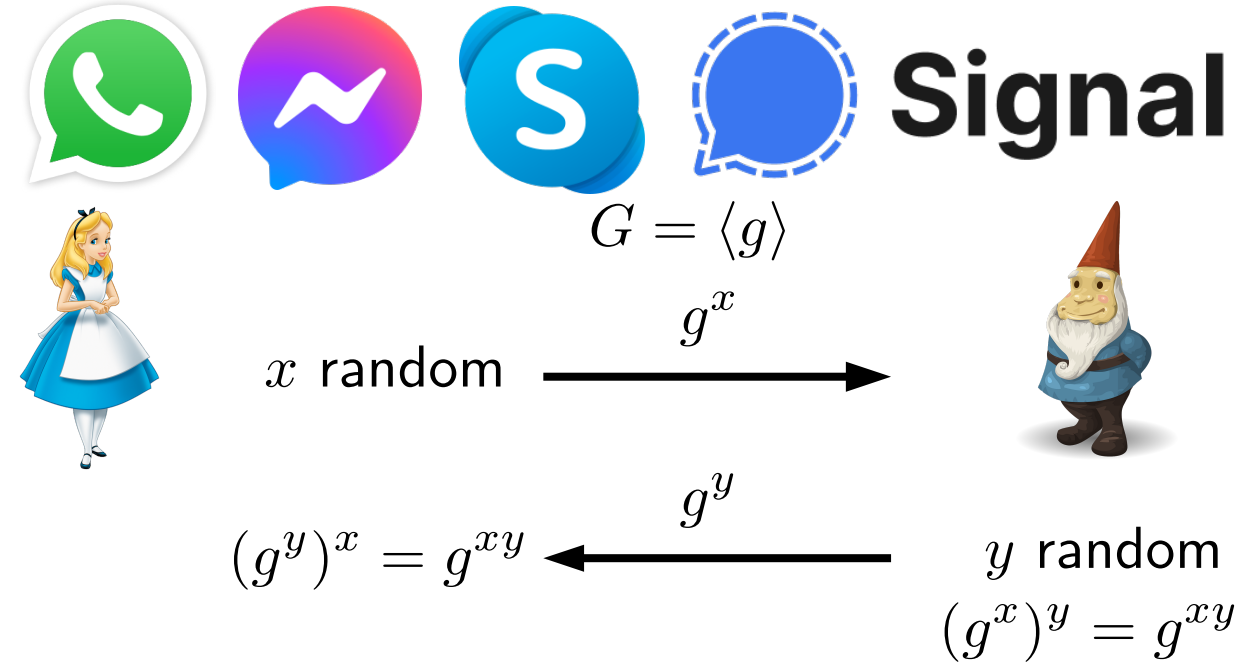 S
Signal
G = ⟨g⟩
g^x
x random
g^y
(g^y)^x = g^{xy}
y random
(g^x)^y = g^{xy}